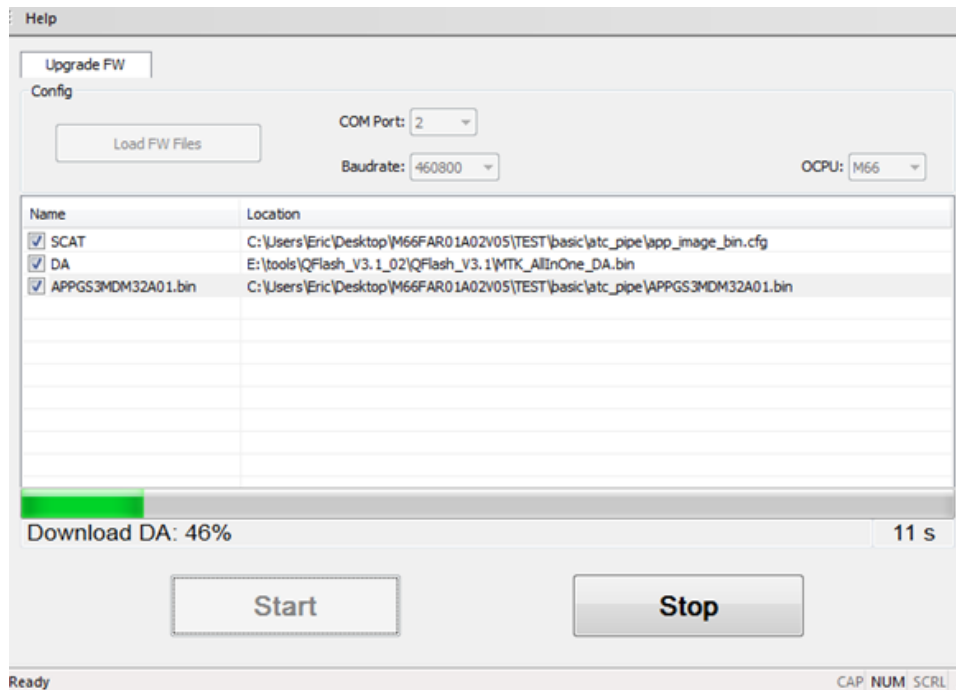 Help
Upgrade FW
Config
Load FW Files
COM Port: 2
Baudrate: 460800
OCPU: M66
Name Location
SCAT C:\Users\Eric\Desktop\M66FAR01A02V05\TEST\basic\atc_pipe\app_image_bin.cfg
DA E:\tools\QFlash_V3.1_02\QFlash_V3.1\MTK_AllInOne_DA.bin
APPGS3MDM32A01.bin C:\Users\Eric\Desktop\M66FAR01A02V05\TEST\basic\atc_pipe\APPGS3MDM32A01.bin
Download DA: 46% 11 s
Start Stop
Ready CAP NUM SCRL